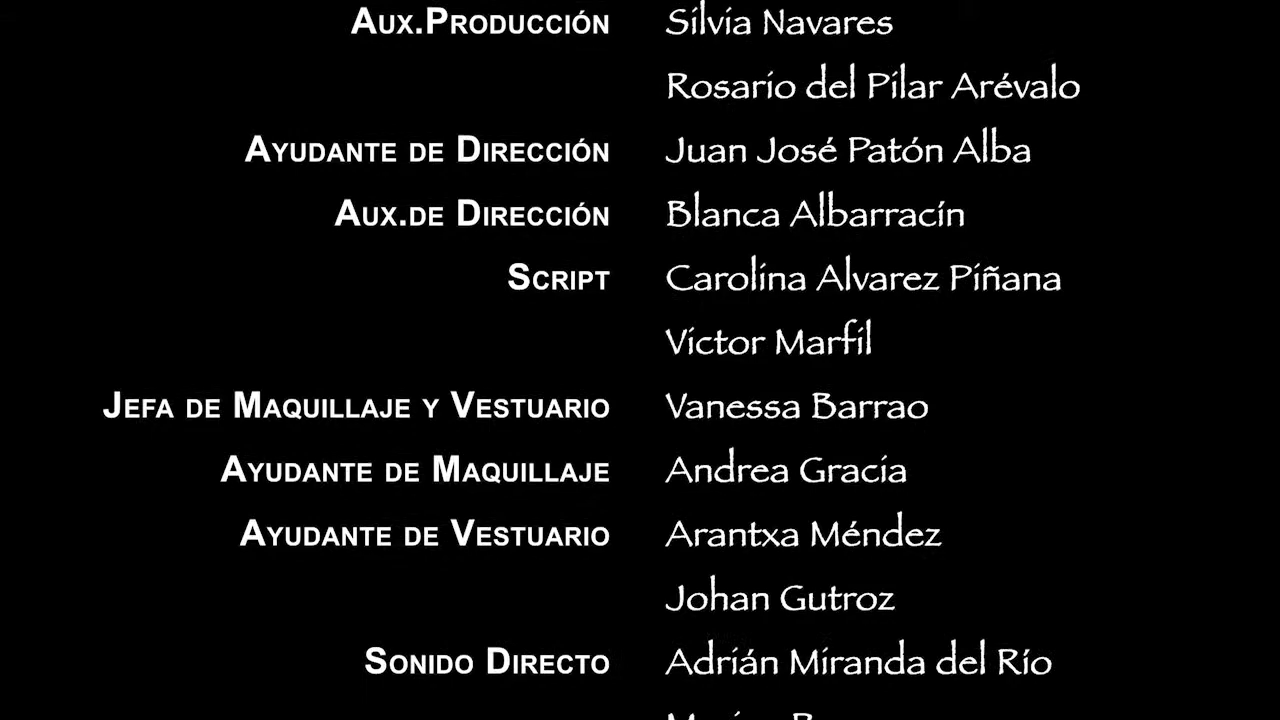 Aux.Producción Silvia Navares
Rosario del Pilar Arévalo
Ayudante de Dirección Juan José Patón Alba
Aux.de Dirección Blanca Albarracín
Script Carolina Alvarez Piñana
Victor Marfil
Jefa de Maquillaje y Vestuario Vanessa Barrao
Ayudante de Maquillaje Andrea Gracia
Ayudante de Vestuario Arantxa Méndez
Johan Gutroz
Sonido Directo Adrián Miranda del Río